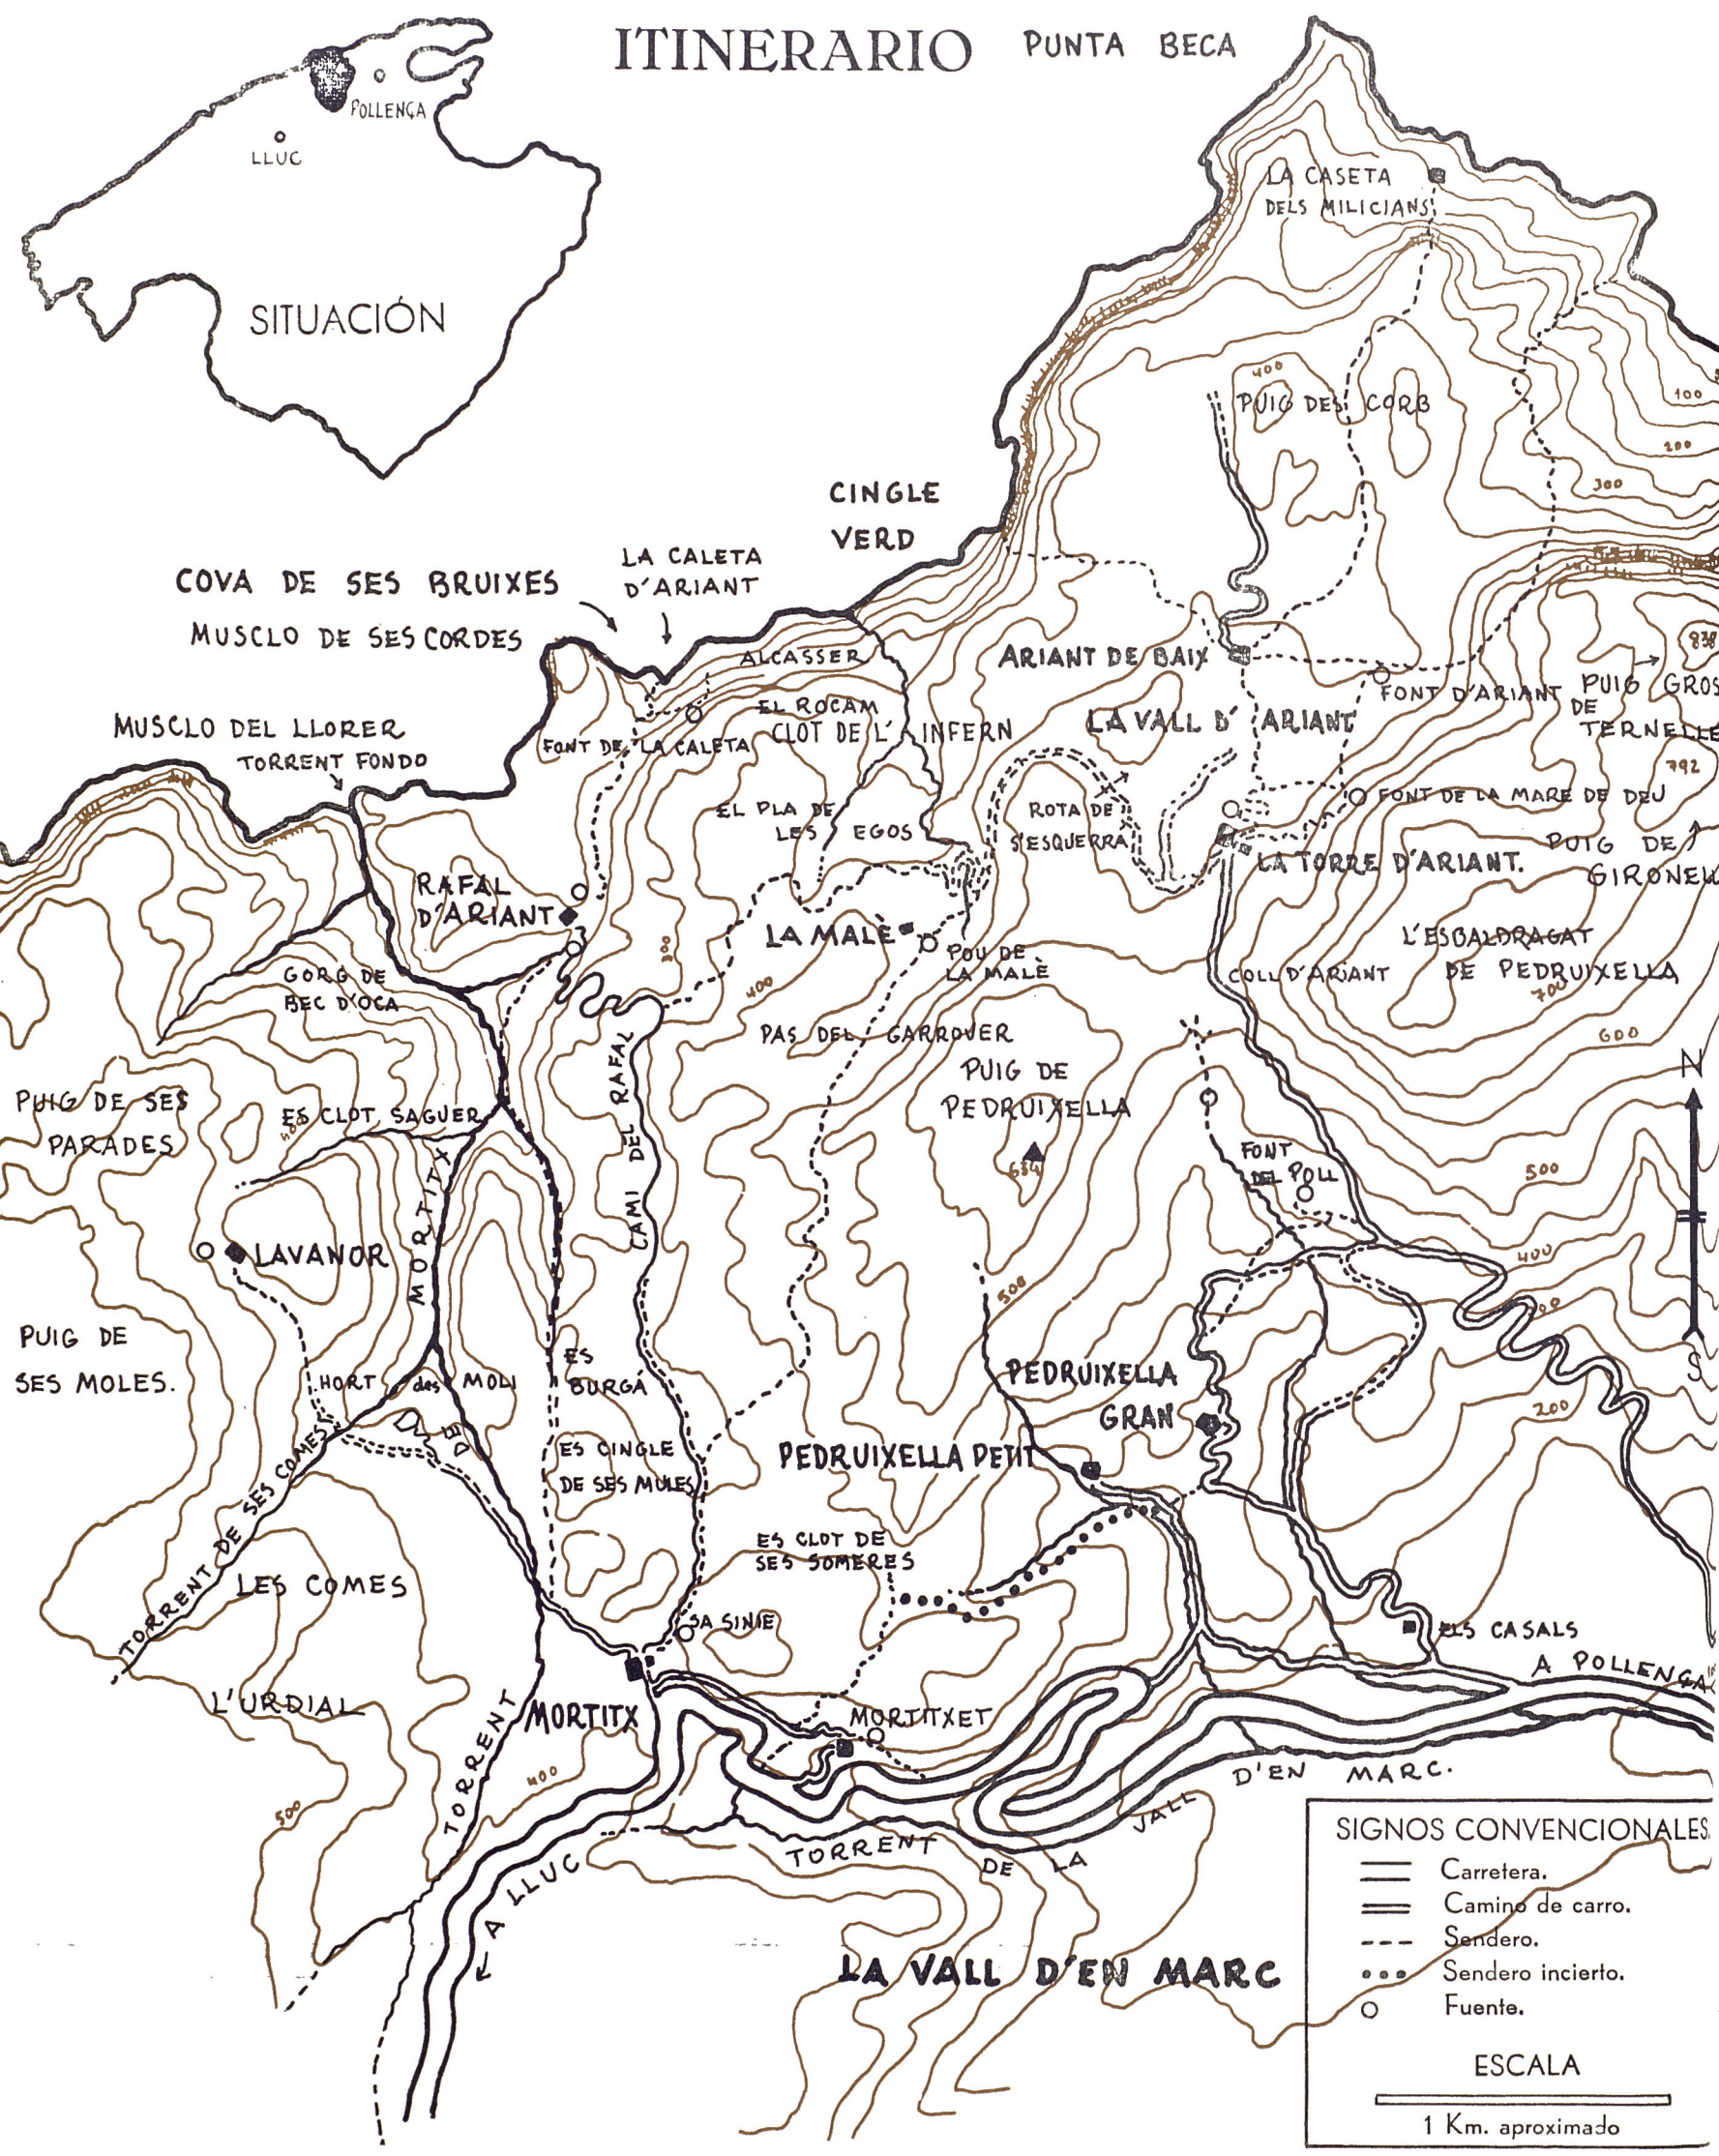 ITINERARIO
PUNTA BECA
POLLENÇA
LLUC
SITUACIÓN
LA CASETA
DELS MILICIANS
400
PUIG DES CORB
100
200
300
CINGLE
VERD
LA CALETA
D'ARIANT
COVA DE SES BRUIXES
MUSCLO DE SES CORDES
ALCASSER
ARIANT DE BAIX
838
PUIG GROS
DE
TERNELLE
FONT D'ARIANT
EL ROCAM
CLOT DE L' INFERN
LA VALL D' ARIANT
MUSCLO DEL LLORER
TORRENT FONDO
FONT DE LA CALETA
792
EL PLA DE
LES EGOS
ROTA DE
S'ESQUERRA
FONT DE LA MARE DE DEU
PUIG DE
GIRONELL
LA TORRE D'ARIANT.
RAFAL
D'ARIANT
LA MALÈ
POU DE
LA MALÈ
300
400
L'ESBALDRAGAT
DE PEDRUIXELLA
700
COLL D'ARIANT
600
GORG DE
BEC D'OCA
PAS DEL GARROVER
PUIG DE
PEDRUIXELLA
634
N
PUIG DE SES
PARADES
ES CLOT SAGUER
400
CAMI DEL RAFAL
FONT
DEL POLL
500
400
LAVANOR
MORTITX
500
S
PUIG DE
SES MOLES.
HORT des MOLI
DES
ES
BURGÁ
PEDRUIXELLA
GRAN
200
ES CINGLE
DE SES MULES
PEDRUIXELLA PETIT
TORRENT DE SES COMES
ES CLOT DE
SES SOMERES
LES COMES
SA SINIE
ELS CASALS
A POLLENÇA
L'URDIAL
MORTITX
MORTITXET
TORRENT
400
500
D'EN MARC.
TORRENT DE LA VALL
A LLUC
LA VALL D'EN MARC
SIGNOS CONVENCIONALES
Carretera.
Camino de carro.
Sendero.
Sendero incierto.
Fuente.
ESCALA
1 Km. aproximado